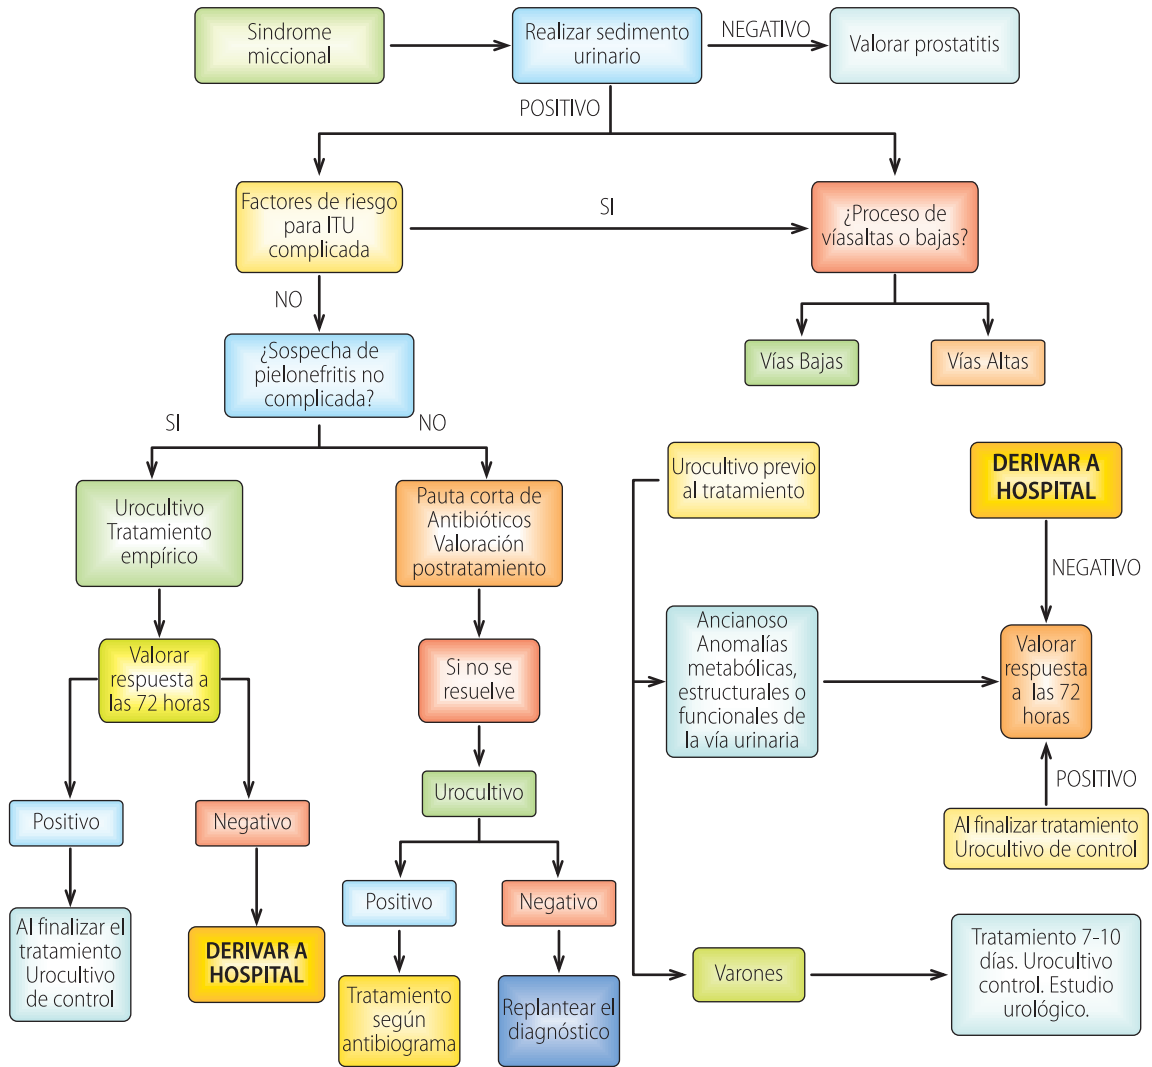 Sindrome
miccional
Realizar sedimento
urinario
NEGATIVO
Valorar prostatitis
POSITIVO
Factores de riesgo
para ITU
complicada
SI
¿Proceso de
víasaltas o bajas?
NO
¿Sospecha de
pielonefritis no
complicada?
Vías Bajas
Vías Altas
SI
NO
Urocultivo
Tratamiento
empírico
Pauta corta de
Antibióticos
Valoración
postratamiento
Urocultivo previo
al tratamiento
DERIVAR A
HOSPITAL
NEGATIVO
Valorar
respuesta a
las 72 horas
Si no se
resuelve
Ancianoso
Anomalías
metabólicas,
estructurales o
funcionales de
la vía urinaria
Valorar
respuesta
a las 72
horas
POSITIVO
Urocultivo
Positivo
Negativo
Al finalizar tratamiento
Urocultivo de control
Positivo
Negativo
Al finalizar el
tratamiento
Urocultivo
de control
DERIVAR A
HOSPITAL
Tratamiento
según
antibiograma
Replantear el
diagnóstico
Varones
Tratamiento 7-10
días. Urocultivo
control. Estudio
urológico.